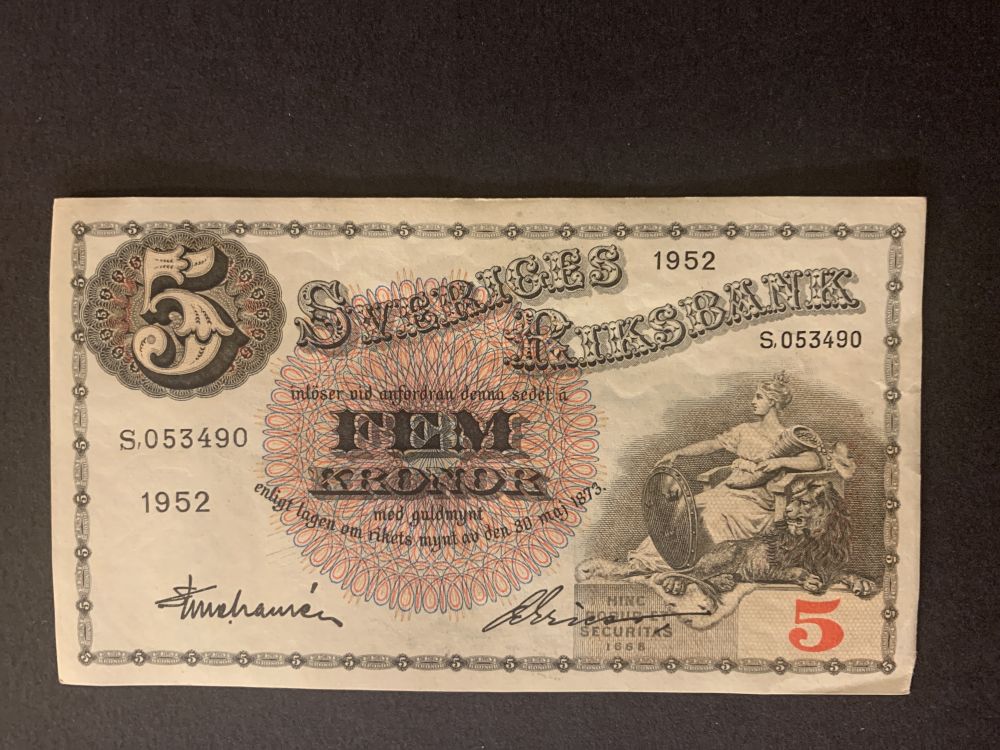 5
SVERIGES
1952
RIKSBANK
S,053490
inlöser vid anfordran denna sedel å
FEM
KRONOR
med guldmynt
enligt lagen om rikets mynt av den 30 maj 1873.
S,053490
1952
HINC
SECURITAS
1668
5